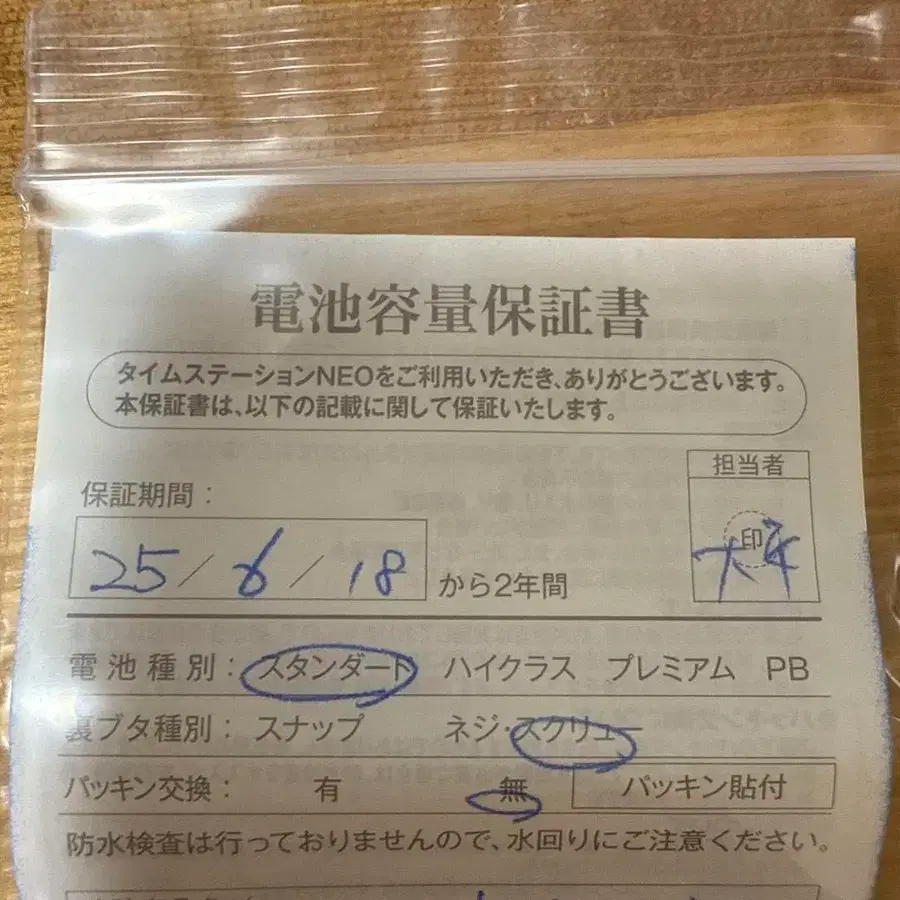 電池容量保証書
タイムステーションNEOをご利用いただき、ありがとうございます。
本保証書は、以下の記載に関して保証いたします。
担当者
印
保証期間:
25/6/18 から2年間
電池種別: スタンダード ハイクラス プレミアム PB
裏ブタ種別: スナップ ネジ・スクリュー
パッキン交換: 有 無 パッキン貼付
防水検査は行っておりませんので、水回りにご注意ください。